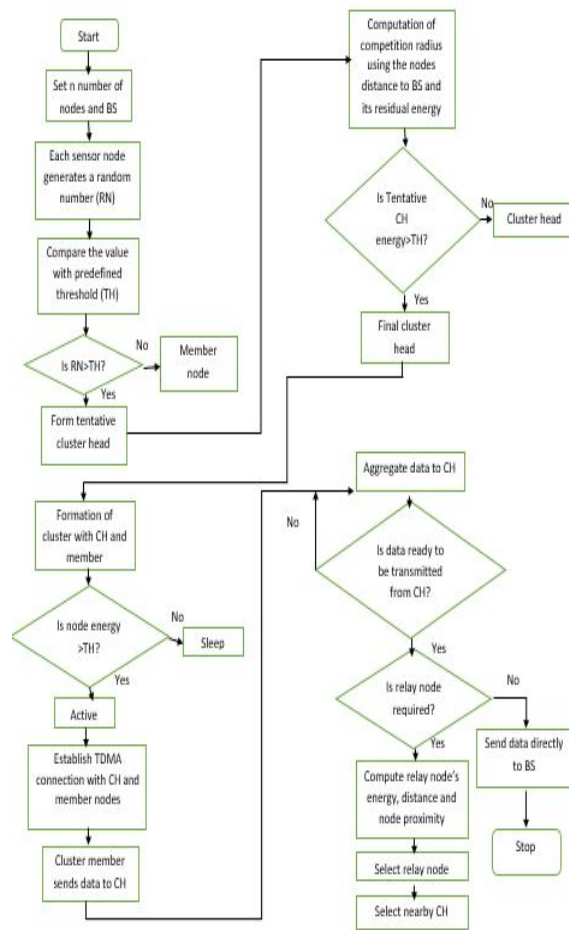 Start
Set n number of
nodes and BS
Each sensor node
generates a random
number (RN)
Compare the value
with predefined
threshold (TH)
Is RN>TH?
No
Member
node
Yes
Form tentative
cluster head
Computation of
competition radius
using the nodes
distance to BS and
its residual energy
Is Tentative
CH
energy>TH?
No
Cluster head
Yes
Final cluster
head
Formation of
cluster with CH and
member
Is node energy
>TH?
No
Sleep
Yes
Active
Establish TDMA
connection with CH and
member nodes
Cluster member
sends data to CH
Aggregate data to CH
No
Is data ready to
be transmitted
from CH?
Yes
Is relay node
required?
No
Send data directly
to BS
Stop
Yes
Compute relay node's
energy, distance and
node proximity
Select relay node
Select nearby CH